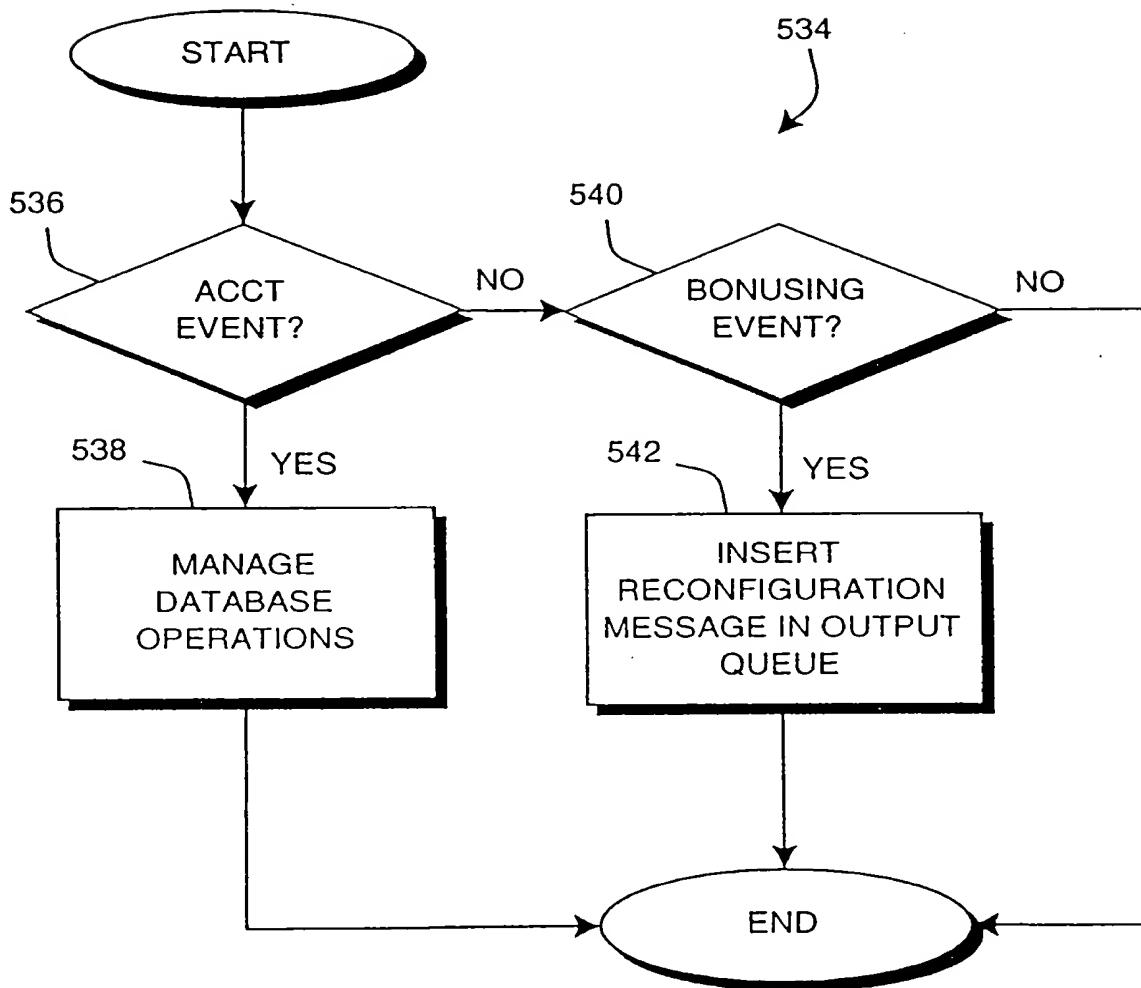 START
534
536
540
ACCT
EVENT?
NO
BONUSING
EVENT?
NO
538
YES
542
YES
MANAGE
DATABASE
OPERATIONS
INSERT
RECONFIGURATION
MESSAGE IN OUTPUT
QUEUE
END